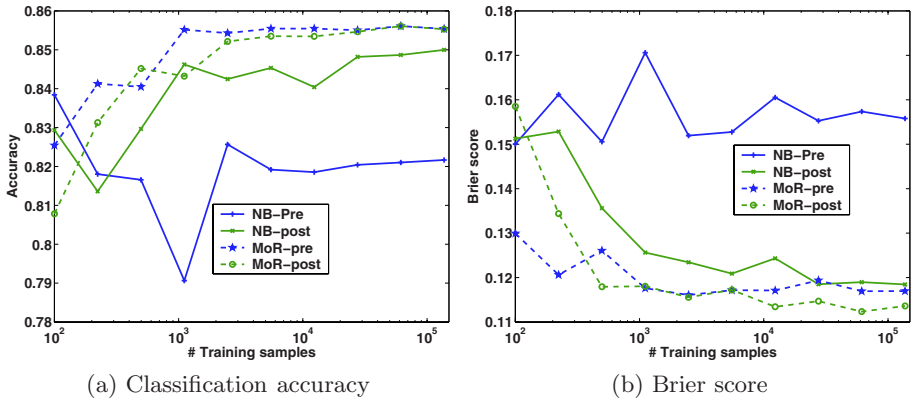 0.86
0.85
0.84
0.83
0.82
0.81
0.8
0.79
0.78
Accuracy
NB-Pre
NB-post
MoR-pre
MoR-post
10^2
10^3
10^4
10^5
# Training samples
(a) Classification accuracy
0.18
0.17
0.16
0.15
0.14
0.13
0.12
0.11
Brier score
NB-Pre
NB-post
MoR-pre
MoR-post
10^2
10^3
10^4
10^5
# Training samples
(b) Brier score